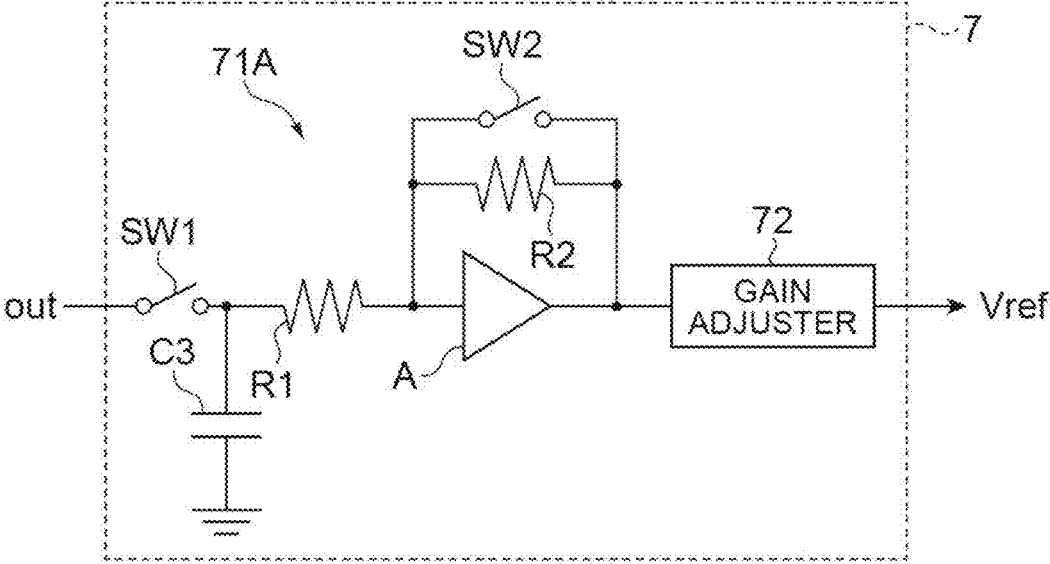 7
71A
SW2
SW1
R2
72
out
GAIN
ADJUSTER
Vref
C3
R1
A